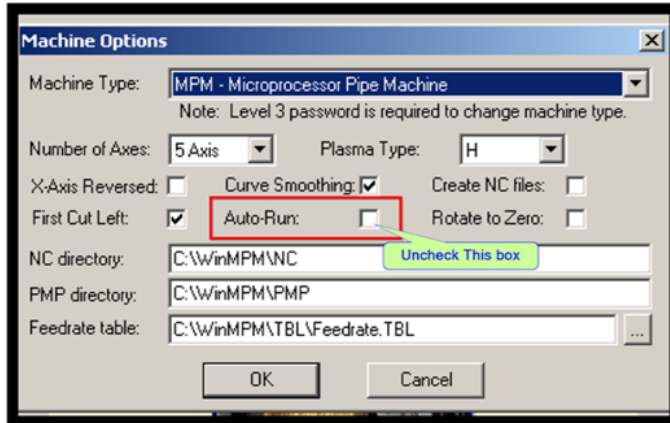 Machine Options
Machine Type: MPM - Microprocessor Pipe Machine
Note: Level 3 password is required to change machine type.
Number of Axes: 5 Axis Plasma Type: H
X-Axis Reversed: Curve Smoothing: Create NC files:
First Cut Left: Auto-Run: Rotate to Zero:
Uncheck This box
NC directory: C:\WinMPM\NC
PMP directory: C:\WinMPM\PMP
Feedrate table: C:\WinMPM\TBL\Feedrate.TBL ...
OK Cancel